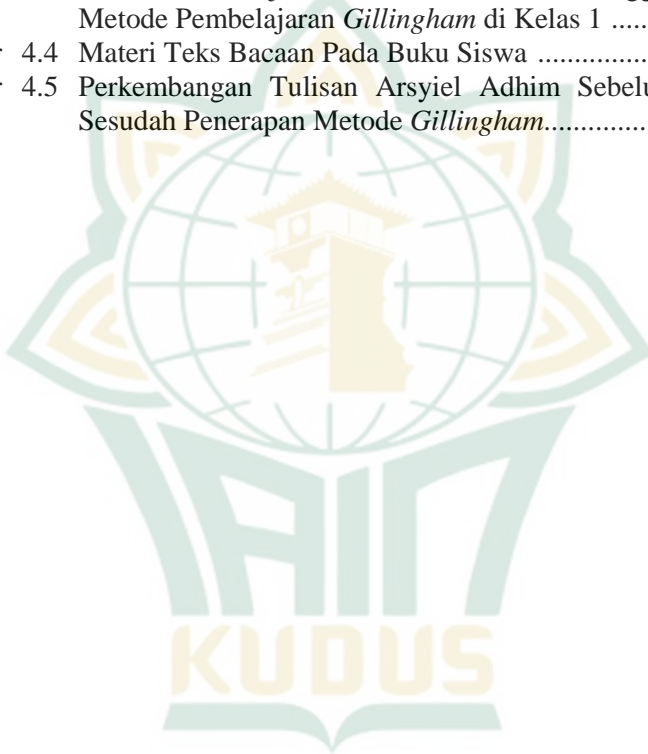 Metode Pembelajaran Gillingham di Kelas 1 .....
4.4 Materi Teks Bacaan Pada Buku Siswa ................
4.5 Perkembangan Tulisan Arsyiel Adhim
Sesudah Penerapan Metode Gillingham..............
IAIN
KUDUS